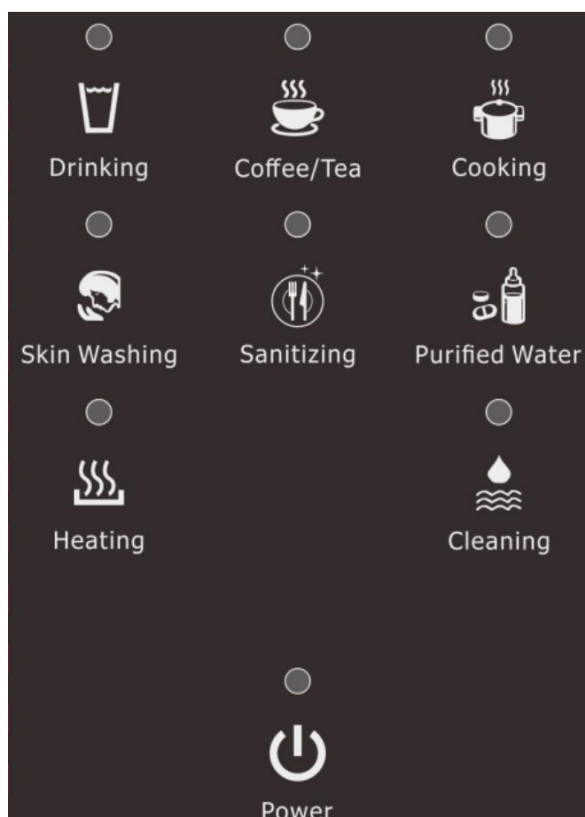 Drinking
Coffee/Tea
Cooking
Skin Washing
Sanitizing
Purified Water
Heating
Cleaning
Power